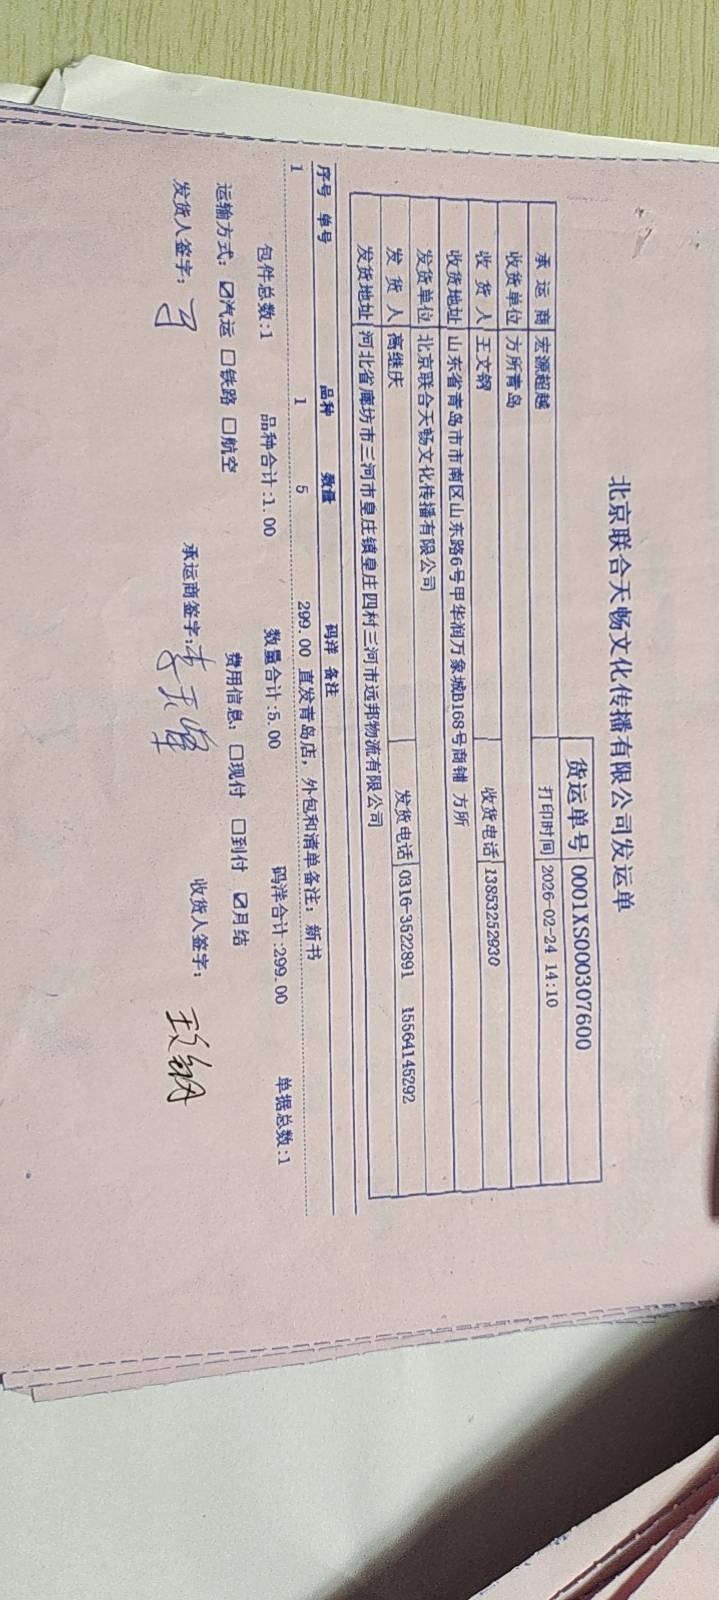 北京联合天畅文化传播有限公司发运单
货运单号 0001XS000307600
承运商 宏源超越 打印时间 2026-02-24 14:10
收货单位 方所青岛
收货人 王文钢 收货电话 13853252930
收货地址 山东省青岛市市南区山东路6号甲华润万象城B168号商铺 方所
发货单位 北京联合天畅文化传播有限公司
发货人 高继庆 发货电话 0316-3522891 15564145292
发货地址 河北省廊坊市三河市皇庄镇皇庄四村三河市远邦物流有限公司
序号 单号 品种 数量 码洋 备注
1 1 5 299.00 直发青岛店，外包和清单备注：新书
包件总数:1 品种合计:1.00 数量合计:5.00 码洋合计:299.00 单据总数:1
运输方式：☑汽运 ☐铁路 ☐航空 费用信息：☐现付 ☐到付 ☑月结
发货人签字： 承运商签字: 收货人签字： 王文钢